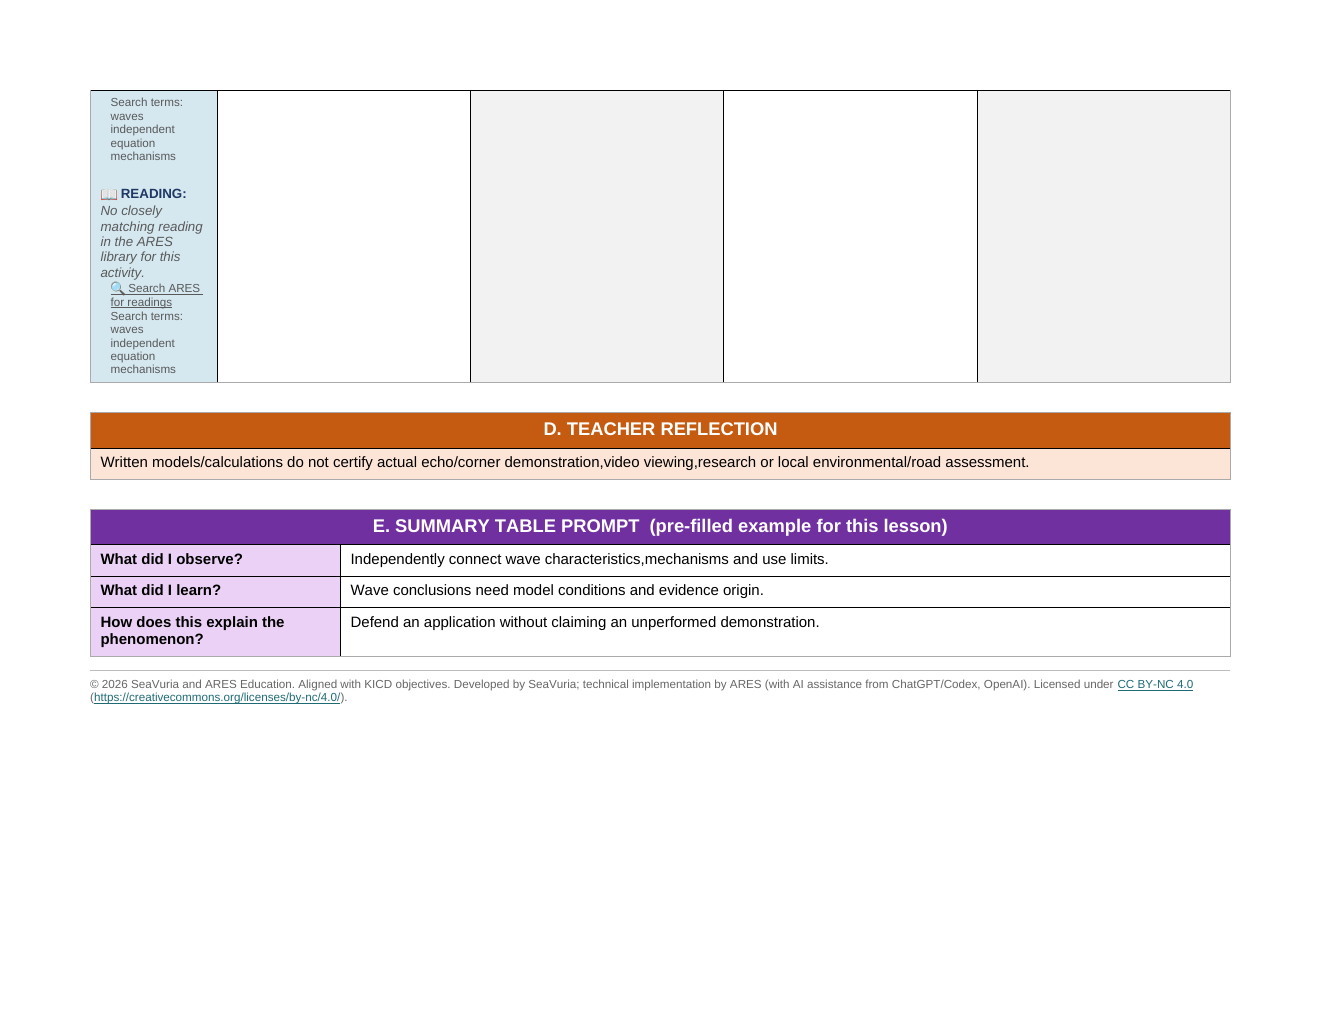 Search terms:
waves
independent
equation
mechanisms
📖 READING:
No closely
matching reading
in the ARES
library for this
activity.
🔍 Search ARES
for readings
Search terms:
waves
independent
equation
mechanisms
D. TEACHER REFLECTION
Written models/calculations do not certify actual echo/corner demonstration,video viewing,research or local environmental/road assessment.
E. SUMMARY TABLE PROMPT  (pre-filled example for this lesson)
What did I observe?
Independently connect wave characteristics,mechanisms and use limits.
What did I learn?
Wave conclusions need model conditions and evidence origin.
How does this explain the
phenomenon?
Defend an application without claiming an unperformed demonstration.
© 2026 SeaVuria and ARES Education. Aligned with KICD objectives. Developed by SeaVuria; technical implementation by ARES (with AI assistance from ChatGPT/Codex, OpenAI). Licensed under CC BY-NC 4.0
(https://creativecommons.org/licenses/by-nc/4.0/).